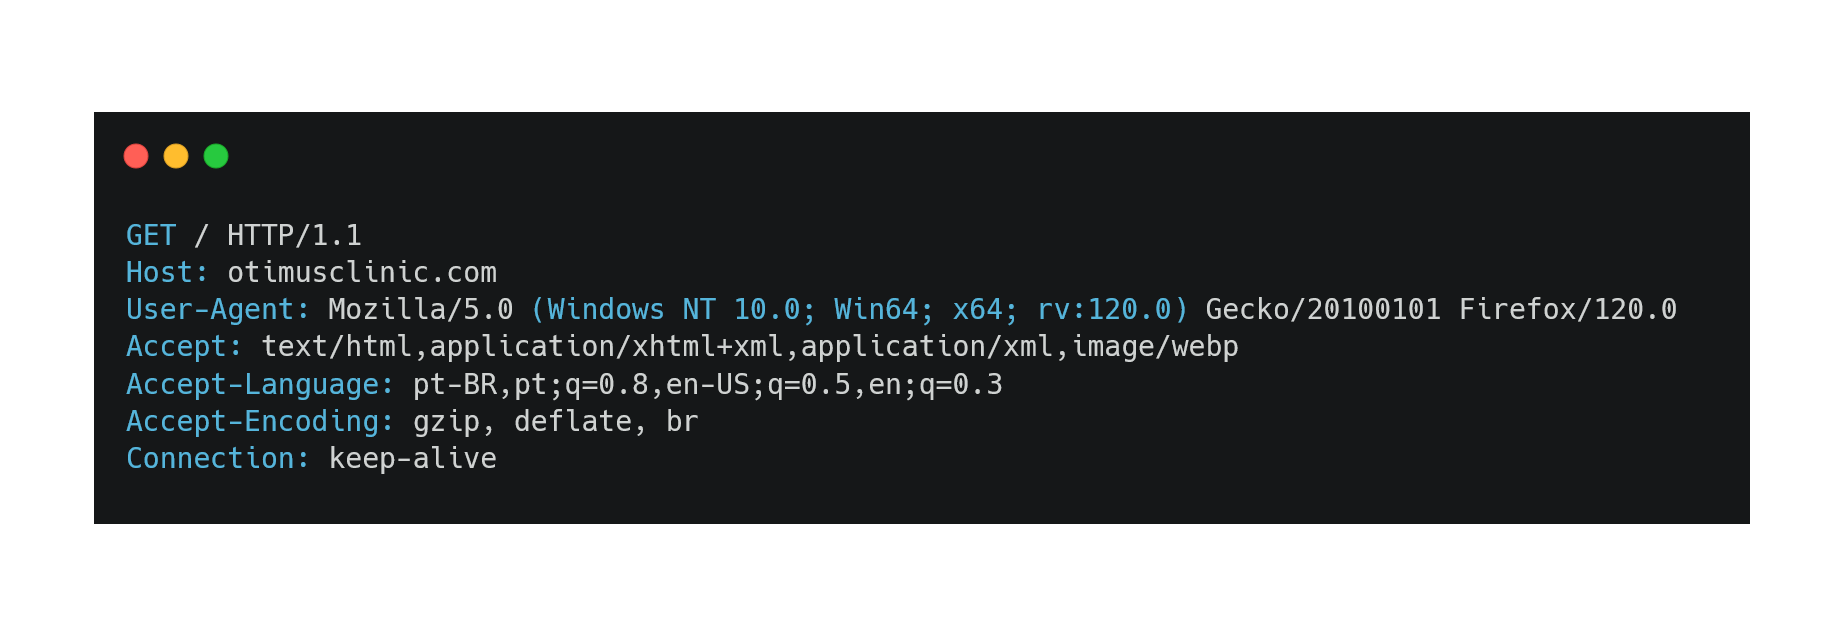 GET / HTTP/1.1
Host: otimusclinic.com
User-Agent: Mozilla/5.0 (Windows NT 10.0; Win64; x64; rv:120.0) Gecko/20100101 Firefox/120.0
Accept: text/html,application/xhtml+xml,application/xml,image/webp
Accept-Language: pt-BR,pt;q=0.8,en-US;q=0.5,en;q=0.3
Accept-Encoding: gzip, deflate, br
Connection: keep-alive